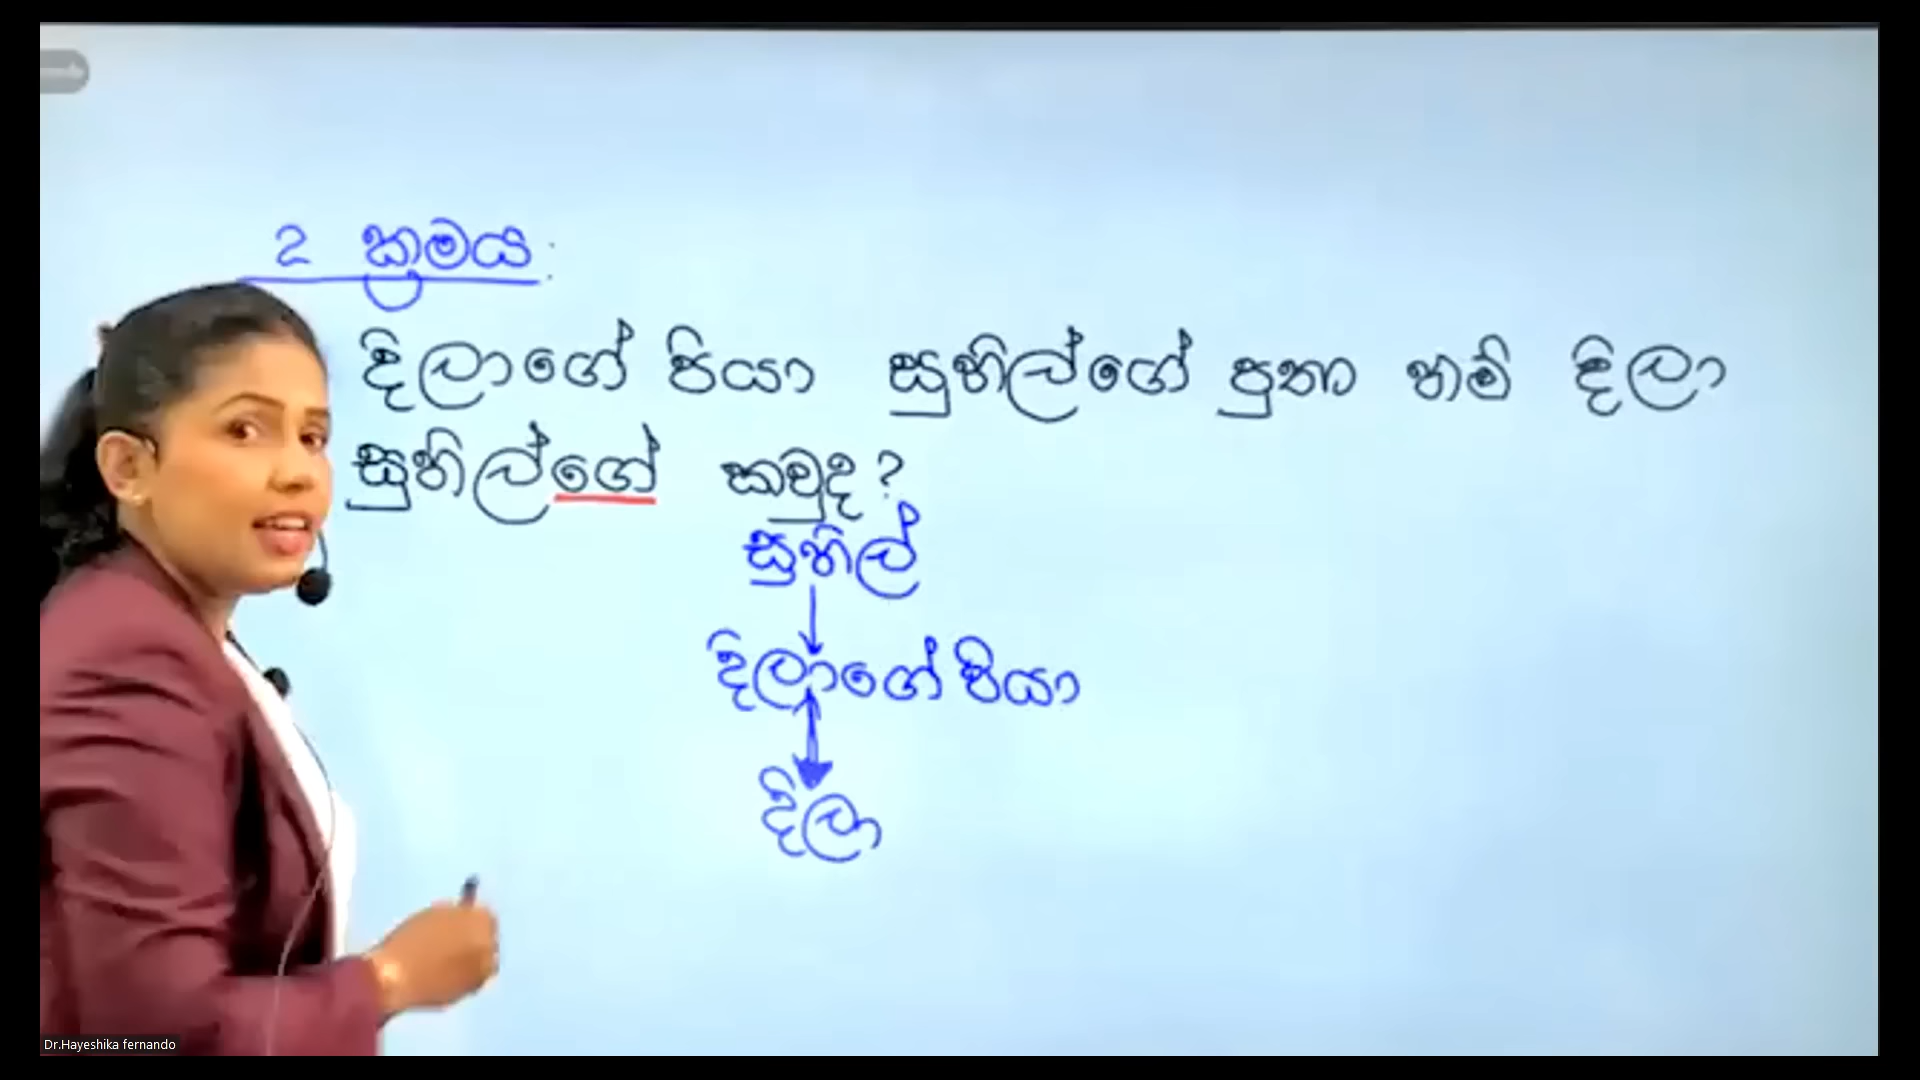 2 ක්‍රමය:
දිලාගේ පියා සුනිල්ගේ පුතා නම් දිලා
සුනිල්ගේ කවුද?
සුනිල්
දිලාගේ පියා
දිලා
Dr.Hayeshika fernando